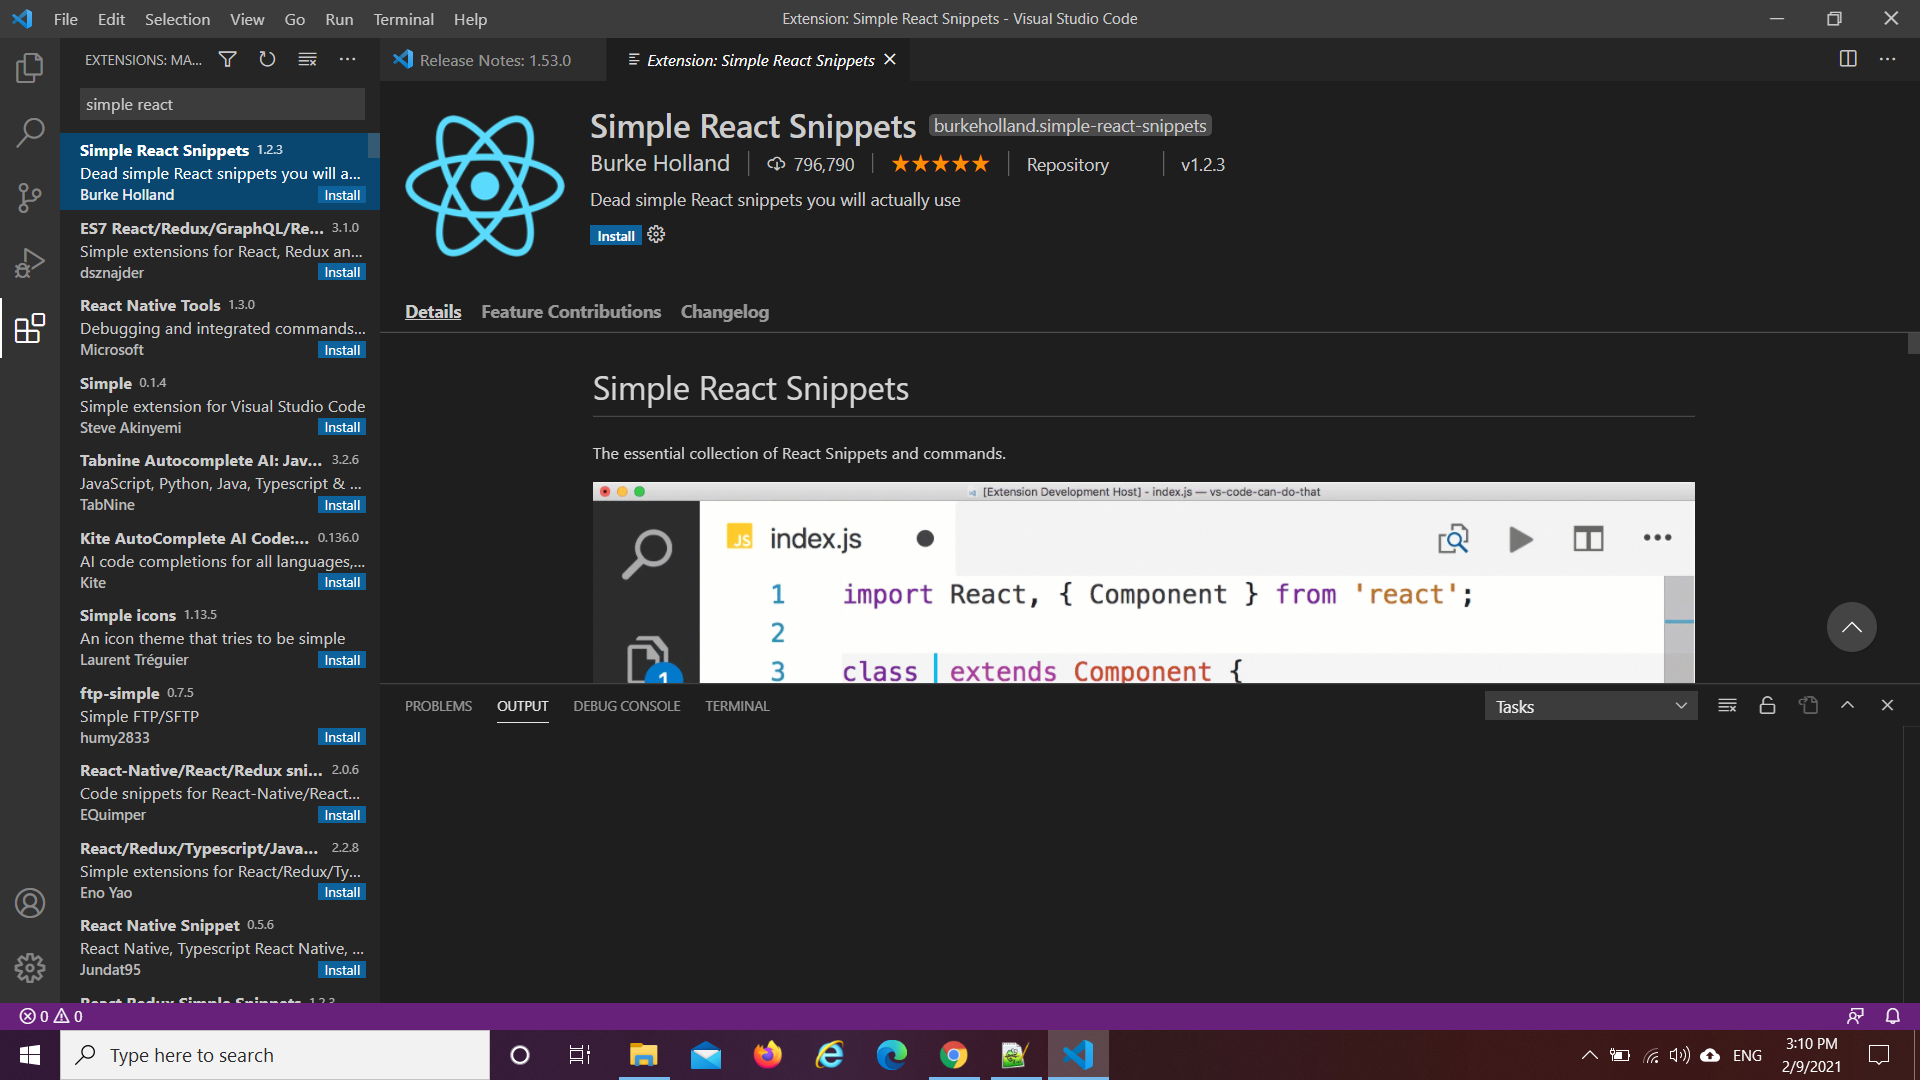 File Edit Selection View Go Run Terminal Help
Extension: Simple React Snippets - Visual Studio Code
EXTENSIONS: MA...
simple react
Simple React Snippets 1.2.3
Dead simple React snippets you will a...
Burke Holland Install
ES7 React/Redux/GraphQL/Re... 3.1.0
Simple extensions for React, Redux an...
dsznajder Install
React Native Tools 1.3.0
Debugging and integrated commands...
Microsoft Install
Simple 0.1.4
Simple extension for Visual Studio Code
Steve Akinyemi Install
Tabnine Autocomplete AI: Jav... 3.2.6
JavaScript, Python, Java, Typescript & ...
TabNine Install
Kite AutoComplete AI Code:... 0.136.0
AI code completions for all languages,...
Kite Install
Simple icons 1.13.5
An icon theme that tries to be simple
Laurent Tréguier Install
ftp-simple 0.7.5
Simple FTP/SFTP
humy2833 Install
React-Native/React/Redux sni... 2.0.6
Code snippets for React-Native/React...
EQuimper Install
React/Redux/Typescript/Java... 2.2.8
Simple extensions for React/Redux/Ty...
Eno Yao Install
React Native Snippet 0.5.6
React Native, Typescript React Native, ...
Jundat95 Install
React Redux Simple Snippets 1.2.3
Release Notes: 1.53.0
Extension: Simple React Snippets
Simple React Snippets burkeholland.simple-react-snippets
Burke Holland 796,790 Repository v1.2.3
Dead simple React snippets you will actually use
Install
Details Feature Contributions Changelog
Simple React Snippets
The essential collection of React Snippets and commands.
[Extension Development Host] - index.js — vs-code-can-do-that
JS index.js
1 import React, { Component } from 'react';
2
3 class extends Component {
1
PROBLEMS OUTPUT DEBUG CONSOLE TERMINAL
Tasks
0 0
Type here to search
ENG
3:10 PM
2/9/2021